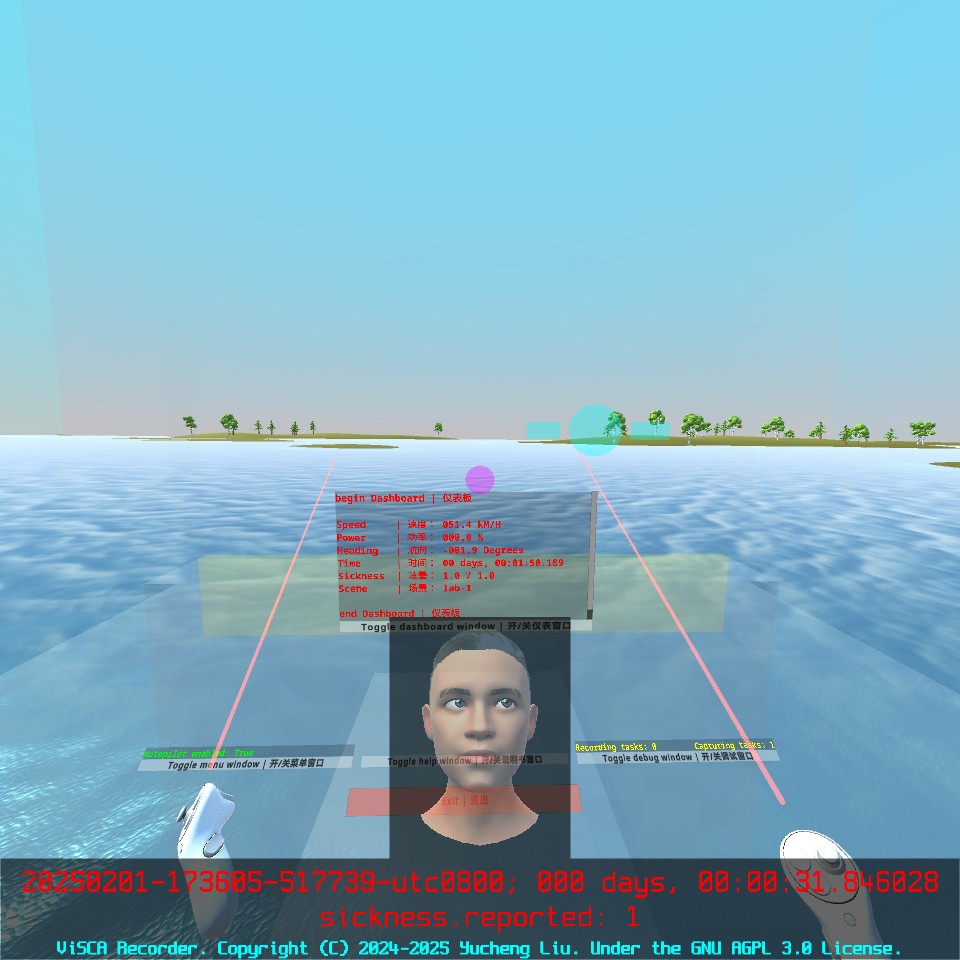 begin Dashboard | 仪表板
Speed | 速度： 051.4 kM/H
Power | 功率： 000.0 %
Heading | 航向： -081.9 Degrees
Time | 时间： 00 days, 00:01:50.189
Sickness | 眩晕： 1.0 / 1.0
Scene | 场景： lab-1
end Dashboard | 仪表板
Toggle dashboard window | 开/关仪表窗口
Autopilot enabled: True
Toggle menu window | 开/关菜单窗口
Toggle help window | 开/关说明书窗口
Recording tasks: 0 Capturing tasks: 1
Toggle debug window | 开/关调试窗口
Exit | 退出
20250201-173605-517739-utc0800; 000 days, 00:00:31.846028
sickness.reported: 1
ViSCA Recorder. Copyright (C) 2024-2025 Yucheng Liu. Under the GNU AGPL 3.0 License.